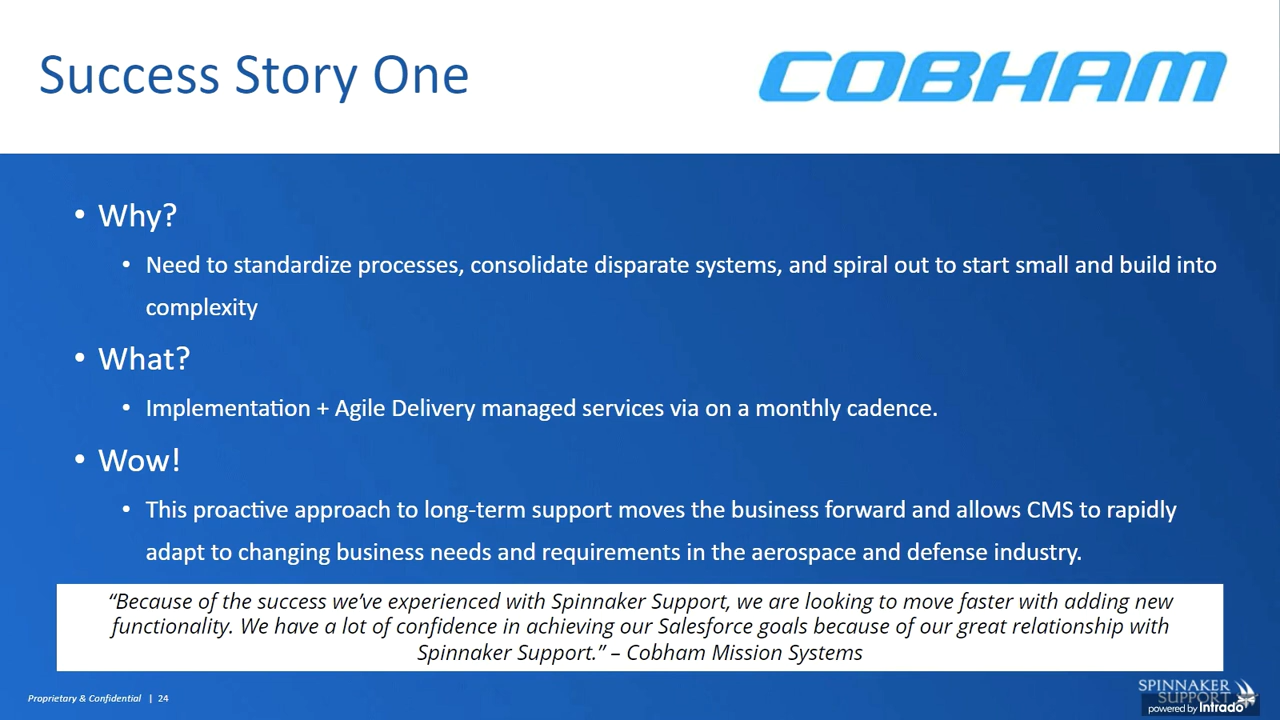 Success Story One
COBHAM
• Why?
• Need to standardize processes, consolidate disparate systems, and spiral out to start small and build into
complexity
• What?
• Implementation + Agile Delivery managed services via on a monthly cadence.
• Wow!
• This proactive approach to long-term support moves the business forward and allows CMS to rapidly
adapt to changing business needs and requirements in the aerospace and defense industry.
“Because of the success we’ve experienced with Spinnaker Support, we are looking to move faster with adding new
functionality. We have a lot of confidence in achieving our Salesforce goals because of our great relationship with
Spinnaker Support.” – Cobham Mission Systems
Proprietary & Confidential | 24
SPINNAKER
SUPPORT
powered by Intrado